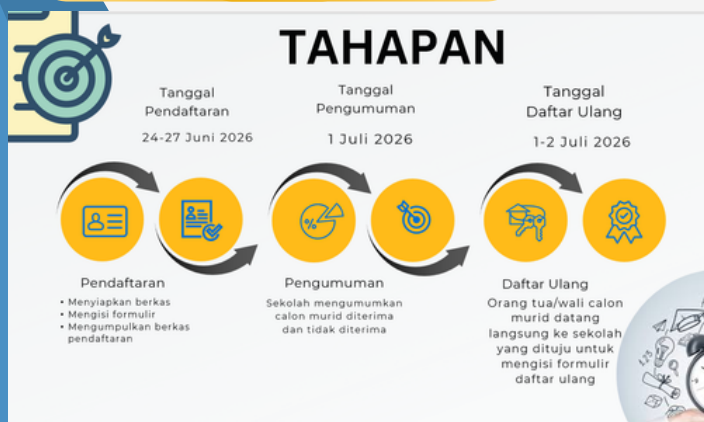 TAHAPAN
Tanggal
Pendaftaran
24-27 Juni 2026
Tanggal
Pengumuman
1 Juli 2026
Tanggal
Daftar Ulang
1-2 Juli 2026
%
Pendaftaran
• Menyiapkan berkas
• Mengisi formulir
• Mengumpulkan berkas
pendaftaran
Pengumuman
Sekolah mengumumkan
calon murid diterima
dan tidak diterima
Daftar Ulang
Orang tua/wali calon
murid datang
langsung ke sekolah
yang dituju untuk
mengisi formulir
daftar ulang